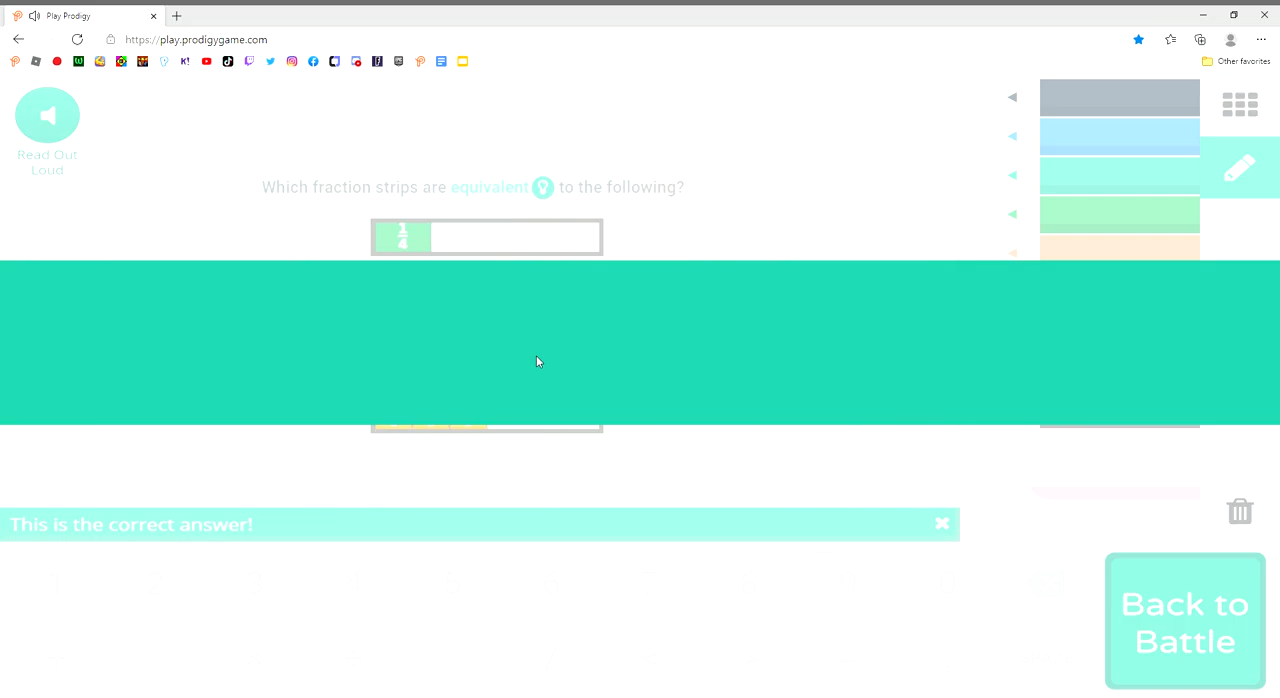 Play Prodigy
https://play.prodigygame.com
K!
Other favorites
Read Out
Loud
Which fraction strips are equivalent to the following?
1
4
This is the correct answer!
Back to
Battle